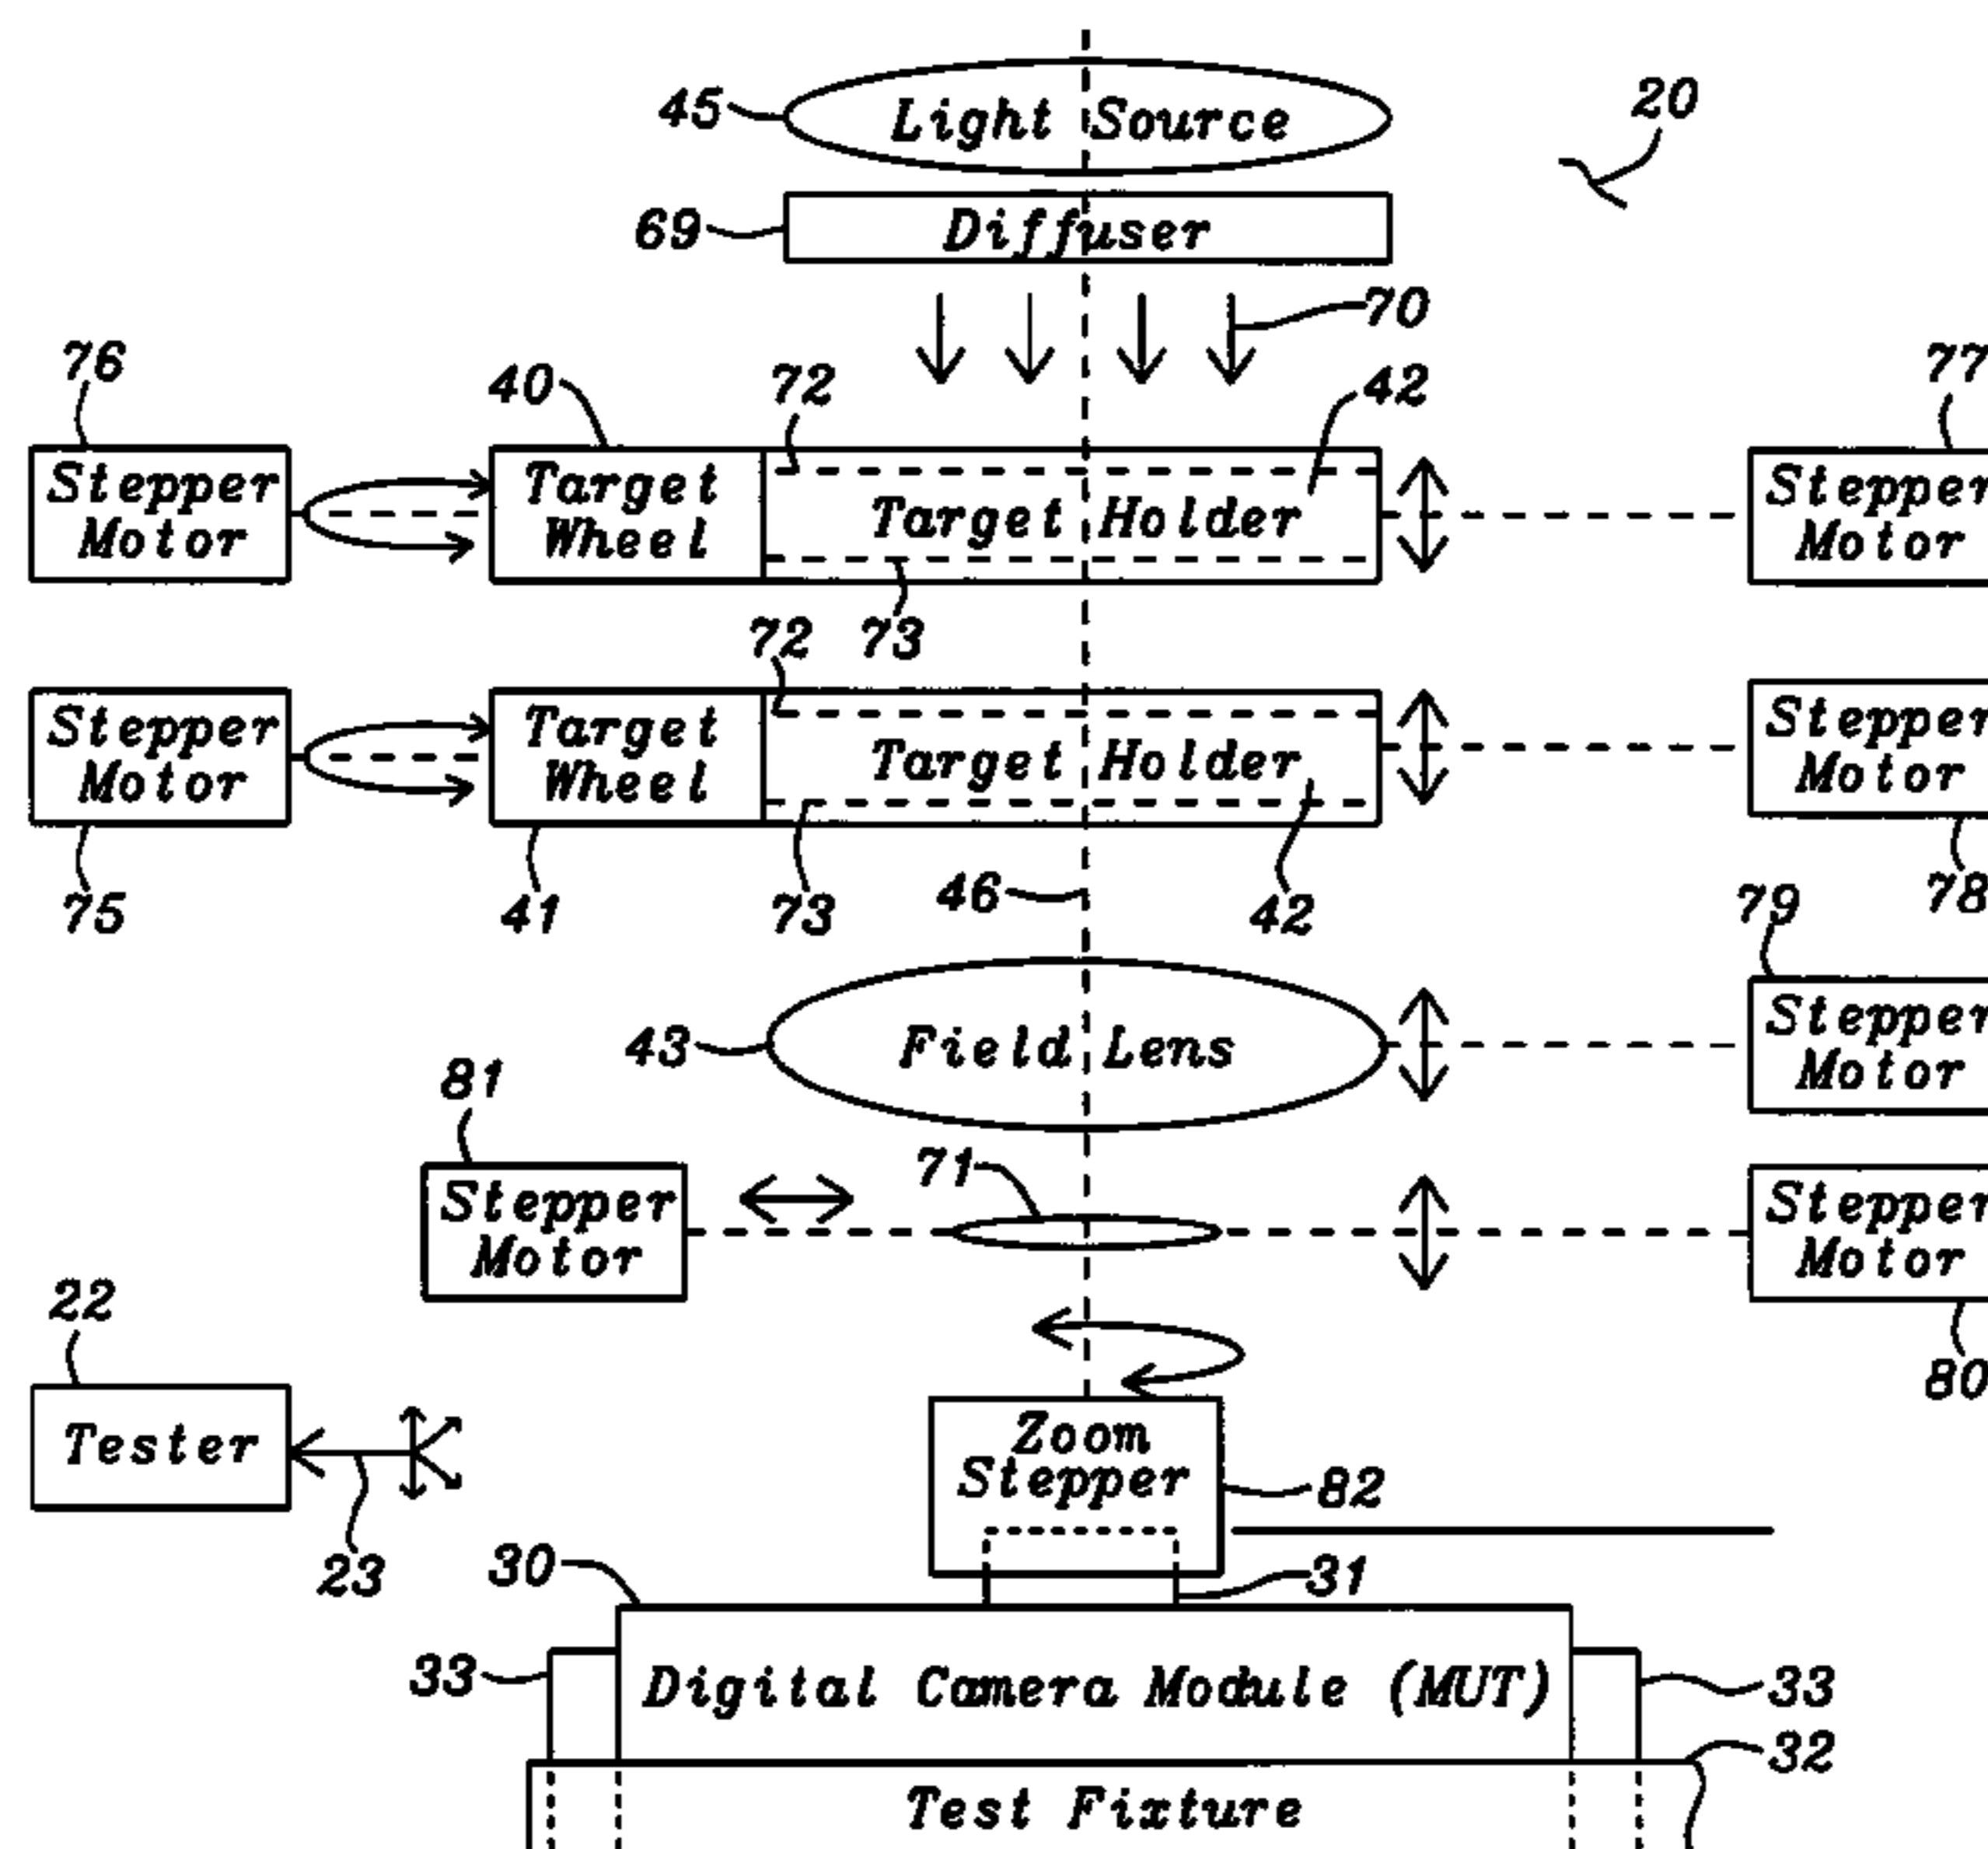 45
Light Source
20
69
Diffuser
70
76
40
72
42
77
Stepper
Motor
Target
Wheel
Target Holder
Stepper
Motor
72
73
Stepper
Motor
Target
Wheel
Target Holder
Stepper
Motor
75
41
73
46
42
79
78
43
Field Lens
Stepper
Motor
81
71
Stepper
Motor
Stepper
Motor
22
80
Tester
Zoom
Stepper
82
23
30
31
33
Digital Camera Module (MUT)
33
32
Test Fixture